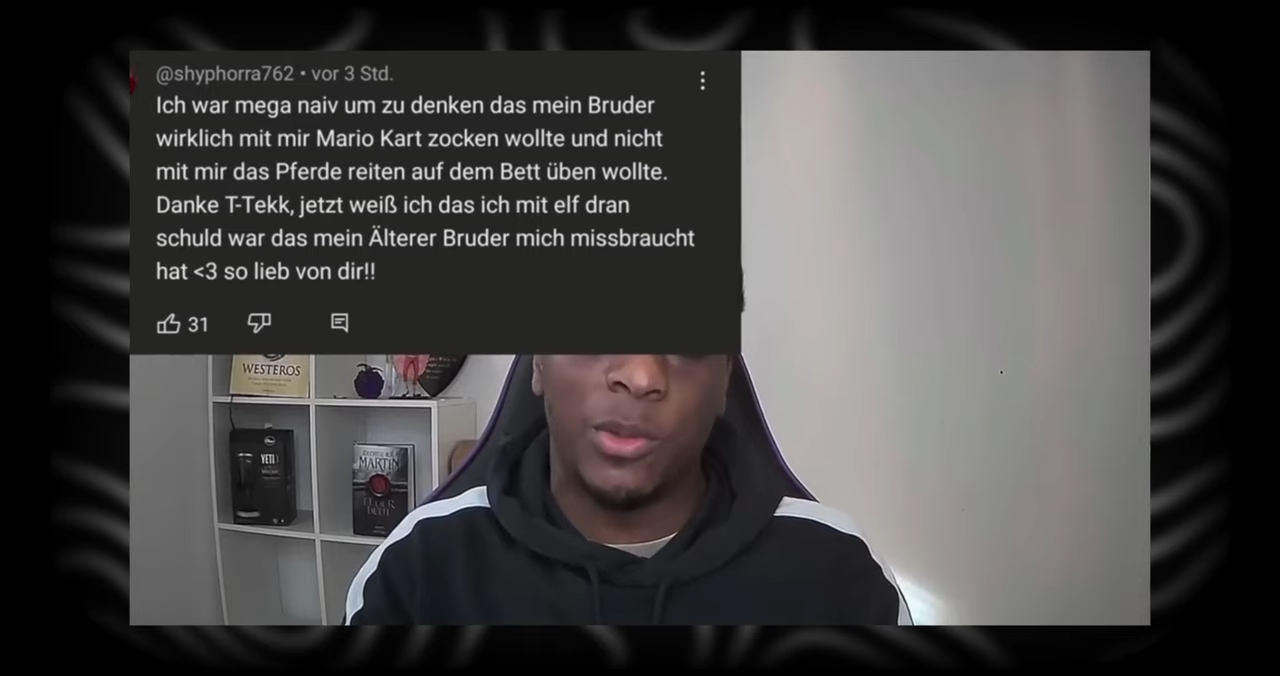 @shyphorra762 • vor 3 Std.
Ich war mega naiv um zu denken das mein Bruder
wirklich mit mir Mario Kart zocken wollte und nicht
mit mir das Pferde reiten auf dem Bett üben wollte.
Danke T-Tekk, jetzt weiß ich das ich mit elf dran
schuld war das mein Älterer Bruder mich missbraucht
hat <3 so lieb von dir!!
31
WESTEROS
YETI
MARTIN